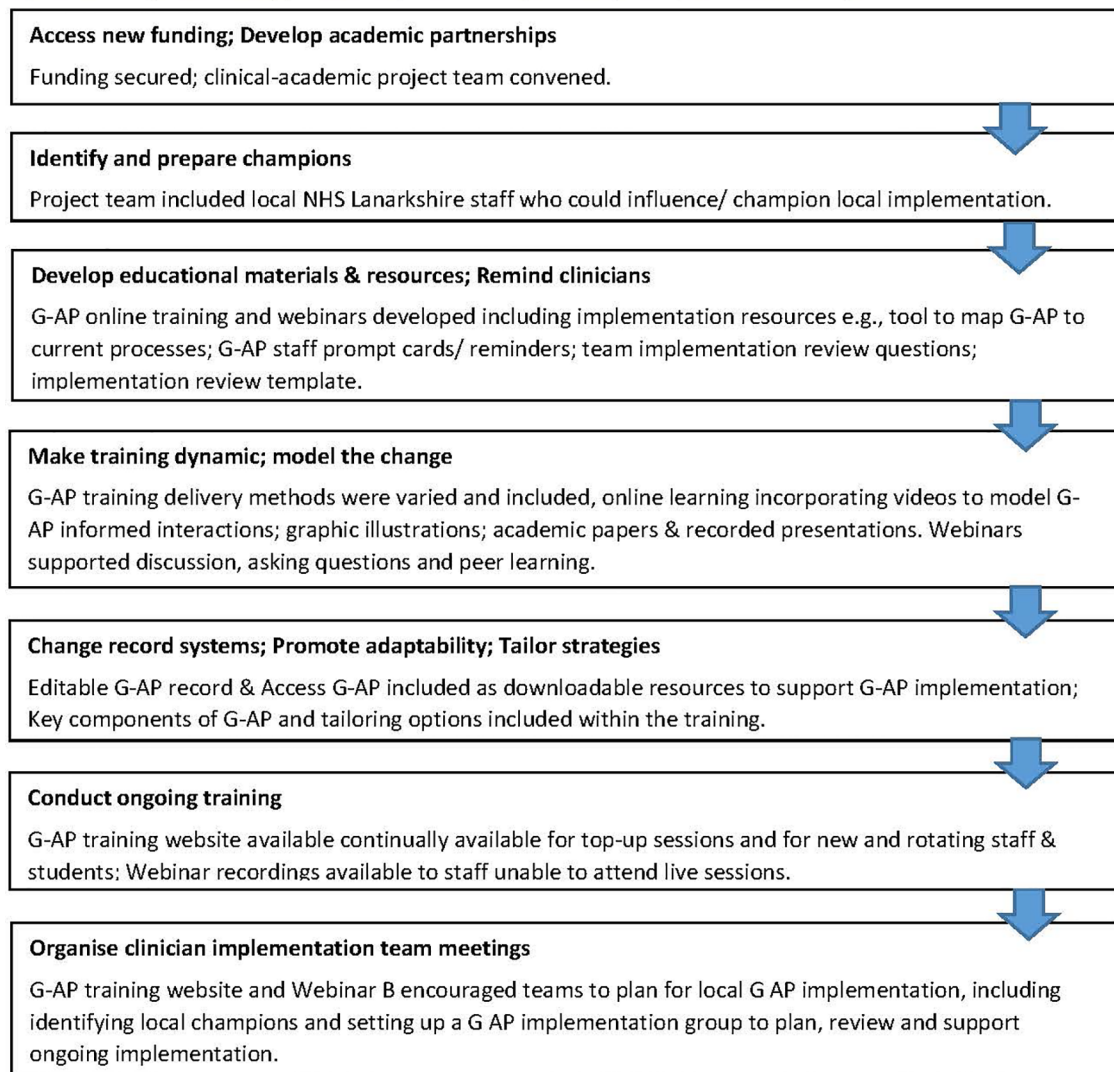 Access new funding; Develop academic partnerships
Funding secured; clinical-academic project team convened.
Identify and prepare champions
Project team included local NHS Lanarkshire staff who could influence/ champion local implementation.
Develop educational materials & resources; Remind clinicians
G-AP online training and webinars developed including implementation resources e.g., tool to map G-AP to
current processes; G-AP staff prompt cards/ reminders; team implementation review questions;
implementation review template.
Make training dynamic; model the change
G-AP training delivery methods were varied and included, online learning incorporating videos to model G-
AP informed interactions; graphic illustrations; academic papers & recorded presentations. Webinars
supported discussion, asking questions and peer learning.
Change record systems; Promote adaptability; Tailor strategies
Editable G-AP record & Access G-AP included as downloadable resources to support G-AP implementation;
Key components of G-AP and tailoring options included within the training.
Conduct ongoing training
G-AP training website available continually available for top-up sessions and for new and rotating staff &
students; Webinar recordings available to staff unable to attend live sessions.
Organise clinician implementation team meetings
G-AP training website and Webinar B encouraged teams to plan for local G AP implementation, including
identifying local champions and setting up a G AP implementation group to plan, review and support
ongoing implementation.